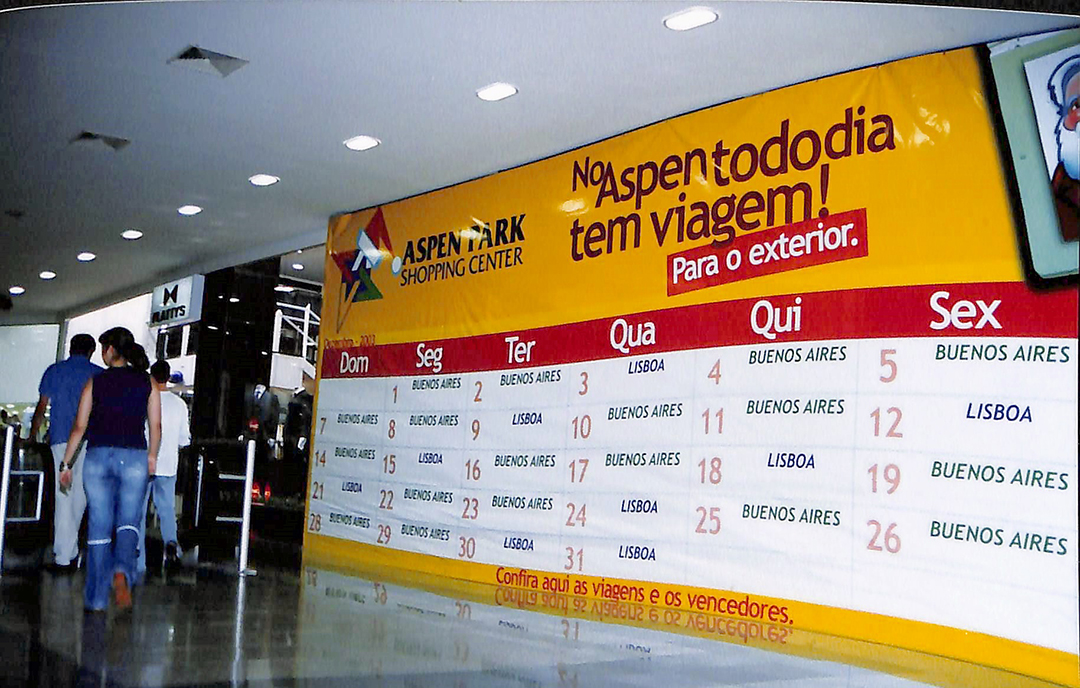 No Aspen todo dia
tem viagem!
Para o exterior.
ASPEN PARK
SHOPPING CENTER
Dezembro - 2003
Dom Seg Ter Qua Qui Sex
1 BUENOS AIRES 2 BUENOS AIRES 3 LISBOA 4 BUENOS AIRES 5 BUENOS AIRES
7 BUENOS AIRES 8 BUENOS AIRES 9 LISBOA 10 BUENOS AIRES 11 BUENOS AIRES 12 LISBOA
14 BUENOS AIRES 15 LISBOA 16 BUENOS AIRES 17 BUENOS AIRES 18 LISBOA 19 BUENOS AIRES
21 LISBOA 22 BUENOS AIRES 23 BUENOS AIRES 24 LISBOA 25 BUENOS AIRES 26 BUENOS AIRES
28 BUENOS AIRES 29 BUENOS AIRES 30 LISBOA 31 LISBOA
Confira aqui as viagens e os vencedores.